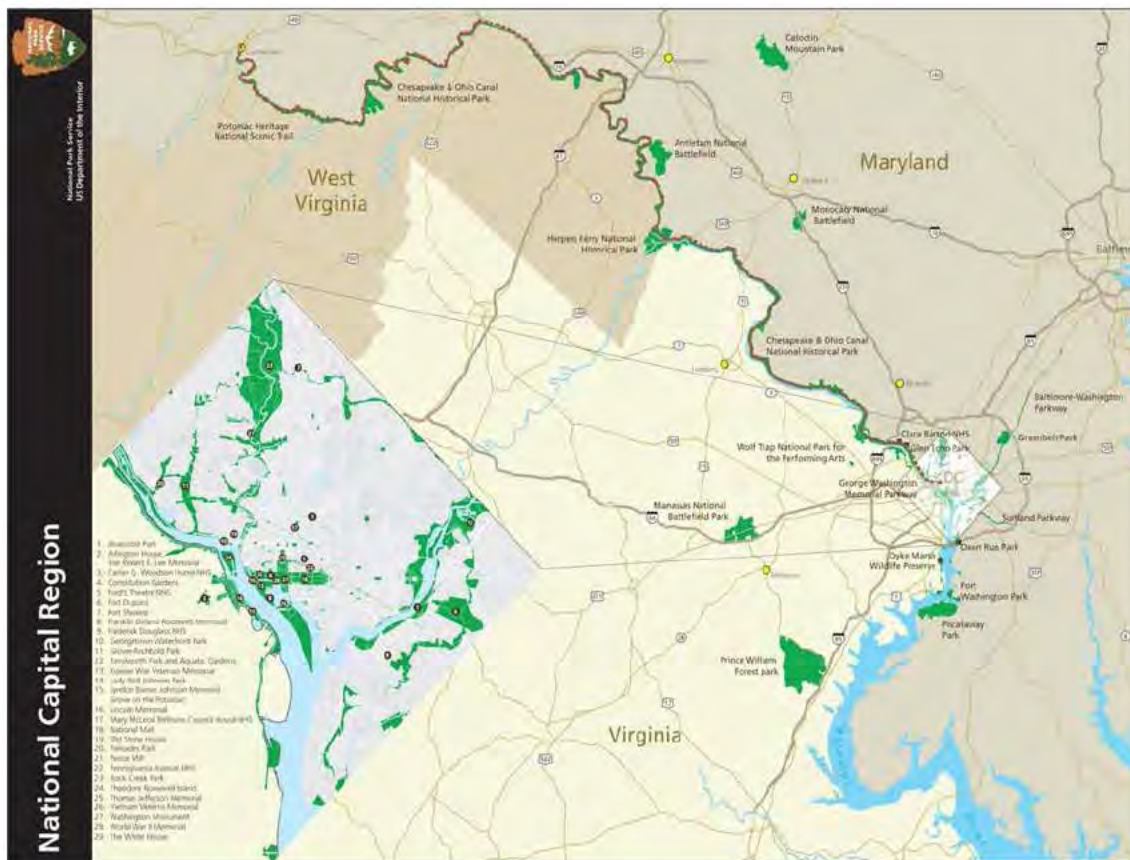 National Park Service
US Department of the Interior
National Capital Region
Catoctin
Mountain Park
Chesapeake & Ohio Canal
National Historical Park
Potomac Heritage
National Scenic Trail
Antietam National
Battlefield
Maryland
West
Virginia
Monocacy National
Battlefield
Harpers Ferry National
Historical Park
Chesapeake & Ohio Canal
National Historical Park
Baltimore-Washington
Parkway
Clara Barton NHS
Glen Echo Park
Greenbelt Park
Wolf Trap National Park for
the Performing Arts
George Washington
Memorial Parkway
DC
Manassas National
Battlefield Park
Suitland Parkway
Oxon Run Park
Dyke Marsh
Wildlife Preserve
Fort
Washington Park
Piscataway
Park
Prince William
Forest park
Virginia
1. Anacostia Park
2. Arlington House,
The Robert E. Lee Memorial
3. Carter G. Woodson Home NHS
4. Constitution Gardens
5. Ford's Theatre NHS
6. Fort Dupont
7. Fort Stevens
8. Franklin Delano Roosevelt Memorial
9. Frederick Douglass NHS
10. Georgetown Waterfront Park
11. Glover-Archbold Park
12. Kenilworth Park and Aquatic Gardens
13. Korean War Veterans Memorial
14. Lady Bird Johnson Park
15. Lyndon Baines Johnson Memorial
Grove on the Potomac
16. Lincoln Memorial
17. Mary McLeod Bethune Council House NHS
18. National Mall
19. Old Stone House
20. Palisades Park
21. Peirce Mill
22. Pennsylvania Avenue NHS
23. Rock Creek Park
24. Theodore Roosevelt Island
25. Thomas Jefferson Memorial
26. Vietnam Veterans Memorial
27. Washington Monument
28. World War II Memorial
29. The White House